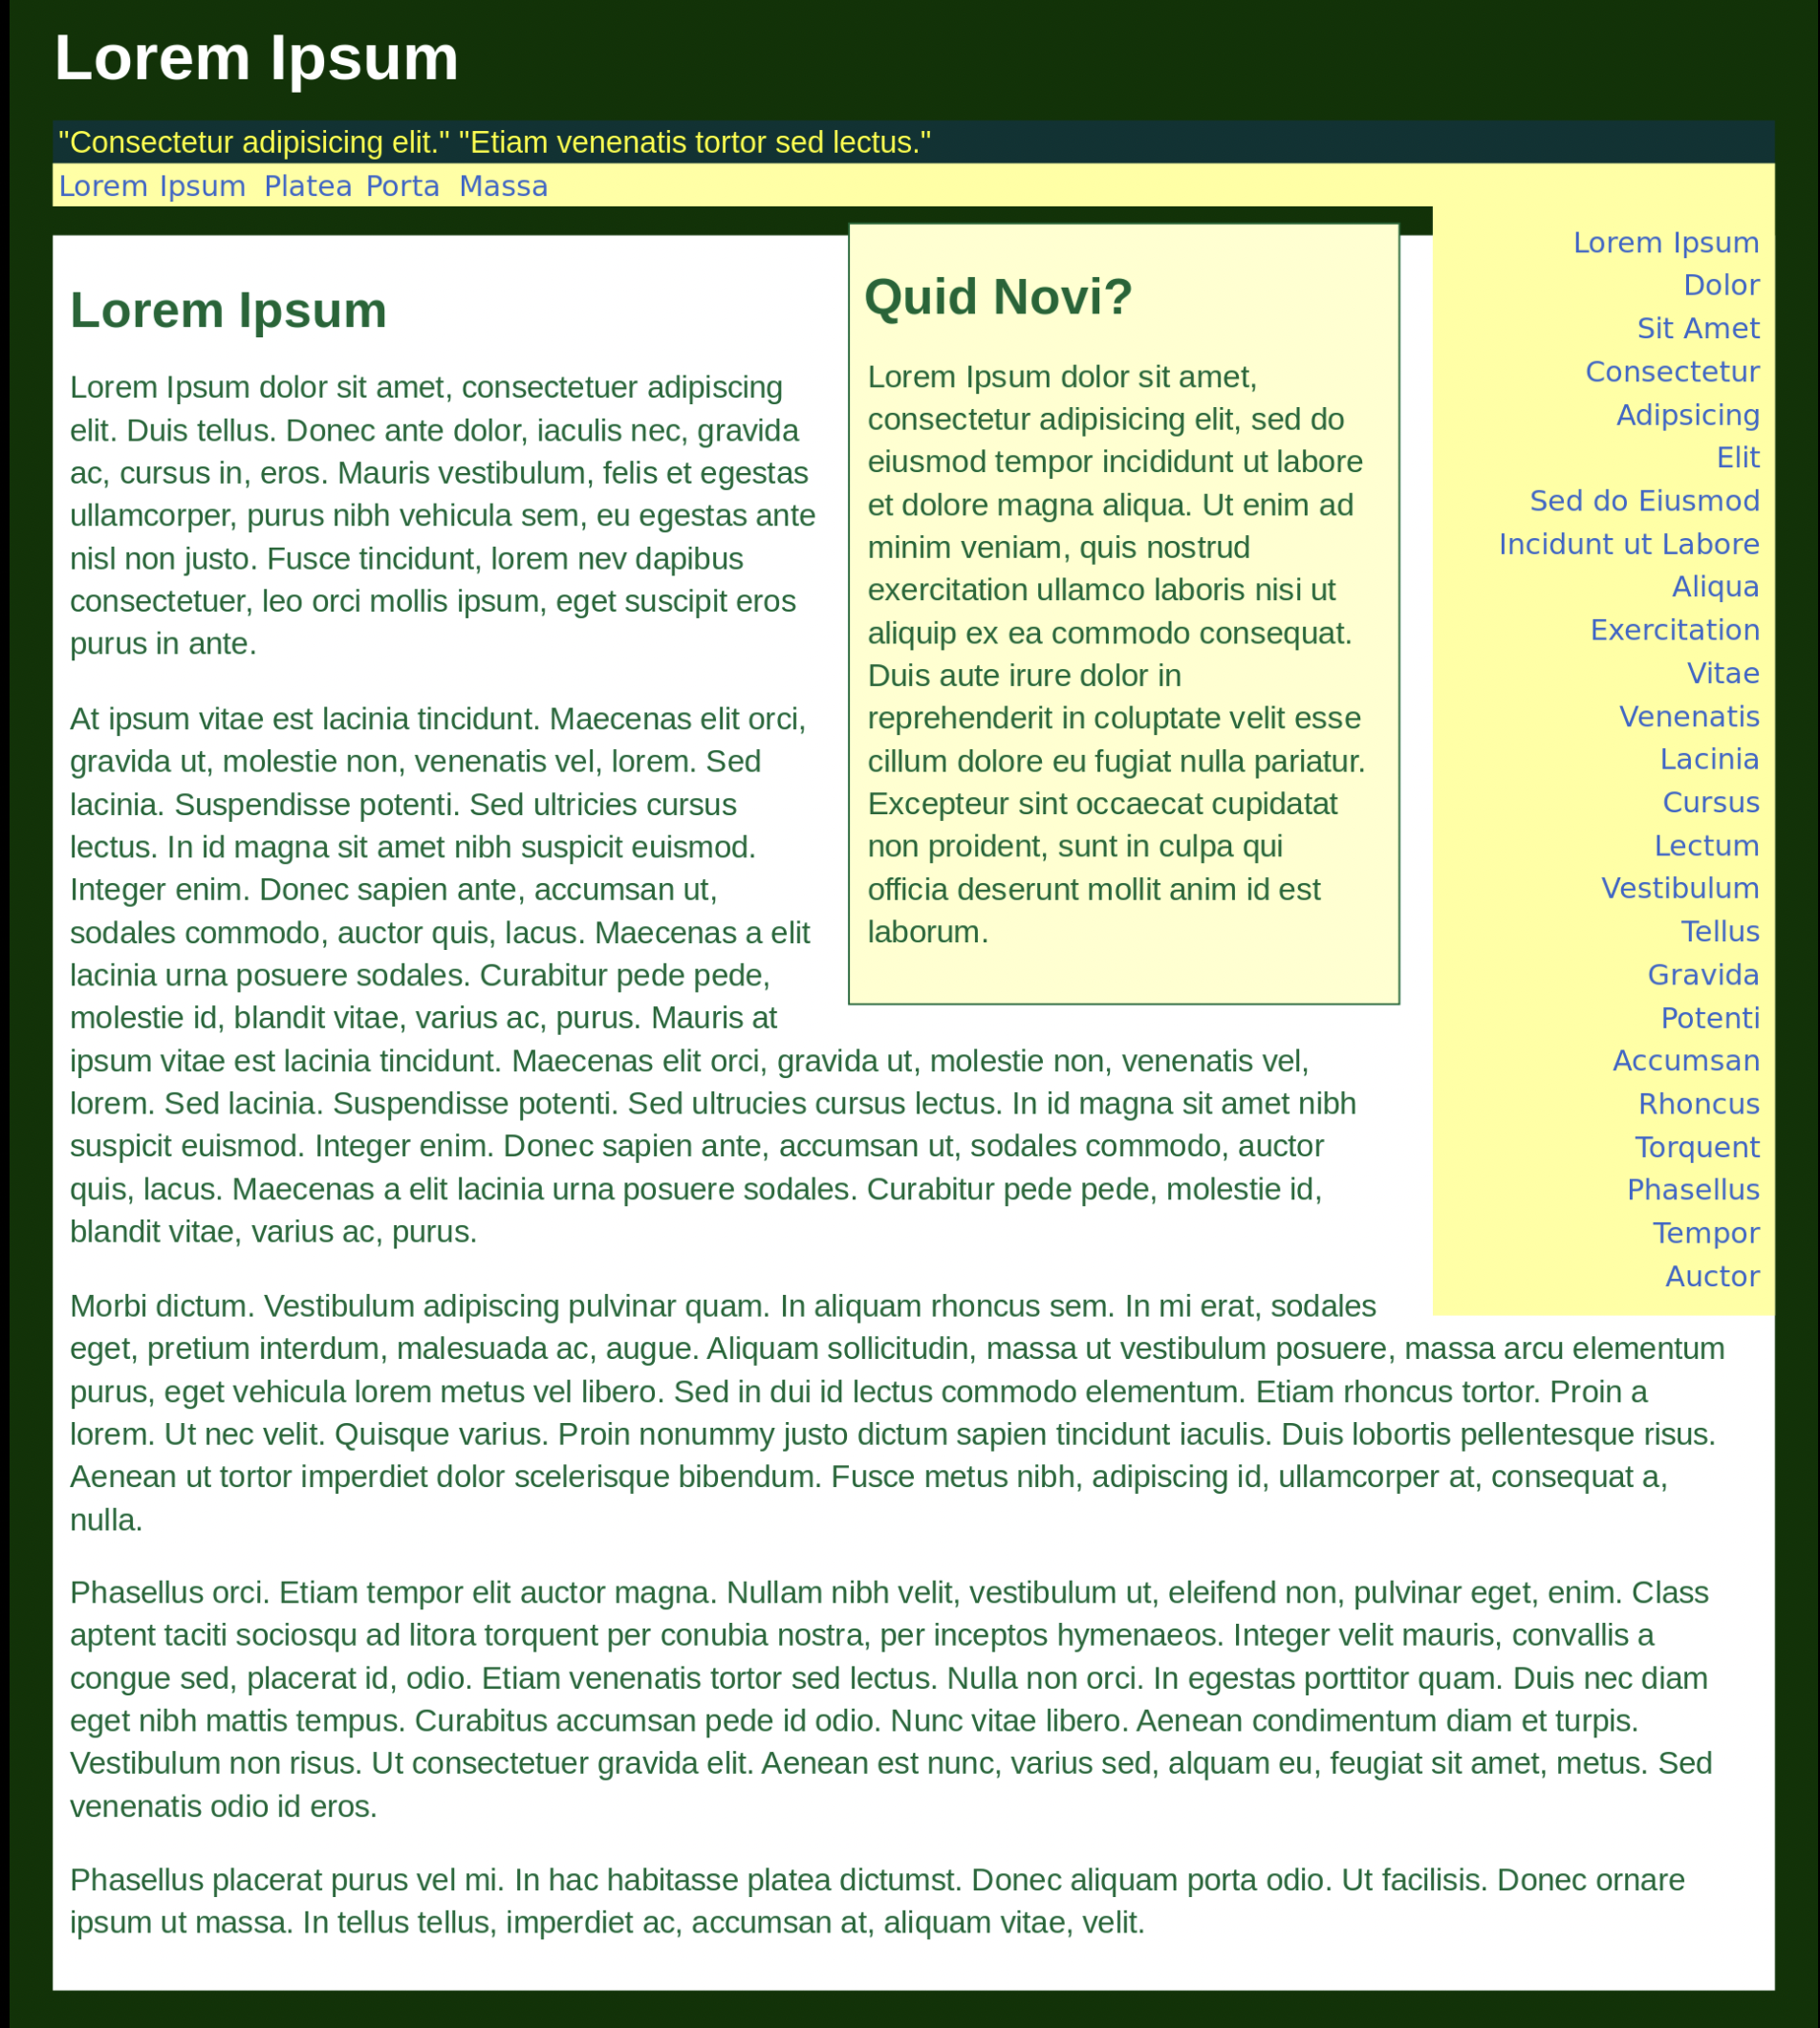 Lorem Ipsum
"Consectetur adipisicing elit." "Etiam venenatis tortor sed lectus."
Lorem Ipsum Platea Porta Massa
Lorem Ipsum
Lorem Ipsum dolor sit amet, consectetuer adipiscing
elit. Duis tellus. Donec ante dolor, iaculis nec, gravida
ac, cursus in, eros. Mauris vestibulum, felis et egestas
ullamcorper, purus nibh vehicula sem, eu egestas ante
nisl non justo. Fusce tincidunt, lorem nev dapibus
consectetuer, leo orci mollis ipsum, eget suscipit eros
purus in ante.
At ipsum vitae est lacinia tincidunt. Maecenas elit orci,
gravida ut, molestie non, venenatis vel, lorem. Sed
lacinia. Suspendisse potenti. Sed ultricies cursus
lectus. In id magna sit amet nibh suspicit euismod.
Integer enim. Donec sapien ante, accumsan ut,
sodales commodo, auctor quis, lacus. Maecenas a elit
lacinia urna posuere sodales. Curabitur pede pede,
molestie id, blandit vitae, varius ac, purus. Mauris at
ipsum vitae est lacinia tincidunt. Maecenas elit orci, gravida ut, molestie non, venenatis vel,
lorem. Sed lacinia. Suspendisse potenti. Sed ultrucies cursus lectus. In id magna sit amet nibh
suspicit euismod. Integer enim. Donec sapien ante, accumsan ut, sodales commodo, auctor
quis, lacus. Maecenas a elit lacinia urna posuere sodales. Curabitur pede pede, molestie id,
blandit vitae, varius ac, purus.
Morbi dictum. Vestibulum adipiscing pulvinar quam. In aliquam rhoncus sem. In mi erat, sodales
eget, pretium interdum, malesuada ac, augue. Aliquam sollicitudin, massa ut vestibulum posuere, massa arcu elementum
purus, eget vehicula lorem metus vel libero. Sed in dui id lectus commodo elementum. Etiam rhoncus tortor. Proin a
lorem. Ut nec velit. Quisque varius. Proin nonummy justo dictum sapien tincidunt iaculis. Duis lobortis pellentesque risus.
Aenean ut tortor imperdiet dolor scelerisque bibendum. Fusce metus nibh, adipiscing id, ullamcorper at, consequat a,
nulla.
Phasellus orci. Etiam tempor elit auctor magna. Nullam nibh velit, vestibulum ut, eleifend non, pulvinar eget, enim. Class
aptent taciti sociosqu ad litora torquent per conubia nostra, per inceptos hymenaeos. Integer velit mauris, convallis a
congue sed, placerat id, odio. Etiam venenatis tortor sed lectus. Nulla non orci. In egestas porttitor quam. Duis nec diam
eget nibh mattis tempus. Curabitus accumsan pede id odio. Nunc vitae libero. Aenean condimentum diam et turpis.
Vestibulum non risus. Ut consectetuer gravida elit. Aenean est nunc, varius sed, alquam eu, feugiat sit amet, metus. Sed
venenatis odio id eros.
Phasellus placerat purus vel mi. In hac habitasse platea dictumst. Donec aliquam porta odio. Ut facilisis. Donec ornare
ipsum ut massa. In tellus tellus, imperdiet ac, accumsan at, aliquam vitae, velit.
Quid Novi?
Lorem Ipsum dolor sit amet,
consectetur adipisicing elit, sed do
eiusmod tempor incididunt ut labore
et dolore magna aliqua. Ut enim ad
minim veniam, quis nostrud
exercitation ullamco laboris nisi ut
aliquip ex ea commodo consequat.
Duis aute irure dolor in
reprehenderit in coluptate velit esse
cillum dolore eu fugiat nulla pariatur.
Excepteur sint occaecat cupidatat
non proident, sunt in culpa qui
officia deserunt mollit anim id est
laborum.
Lorem Ipsum
Dolor
Sit Amet
Consectetur
Adipsicing
Elit
Sed do Eiusmod
Incidunt ut Labore
Aliqua
Exercitation
Vitae
Venenatis
Lacinia
Cursus
Lectum
Vestibulum
Tellus
Gravida
Potenti
Accumsan
Rhoncus
Torquent
Phasellus
Tempor
Auctor